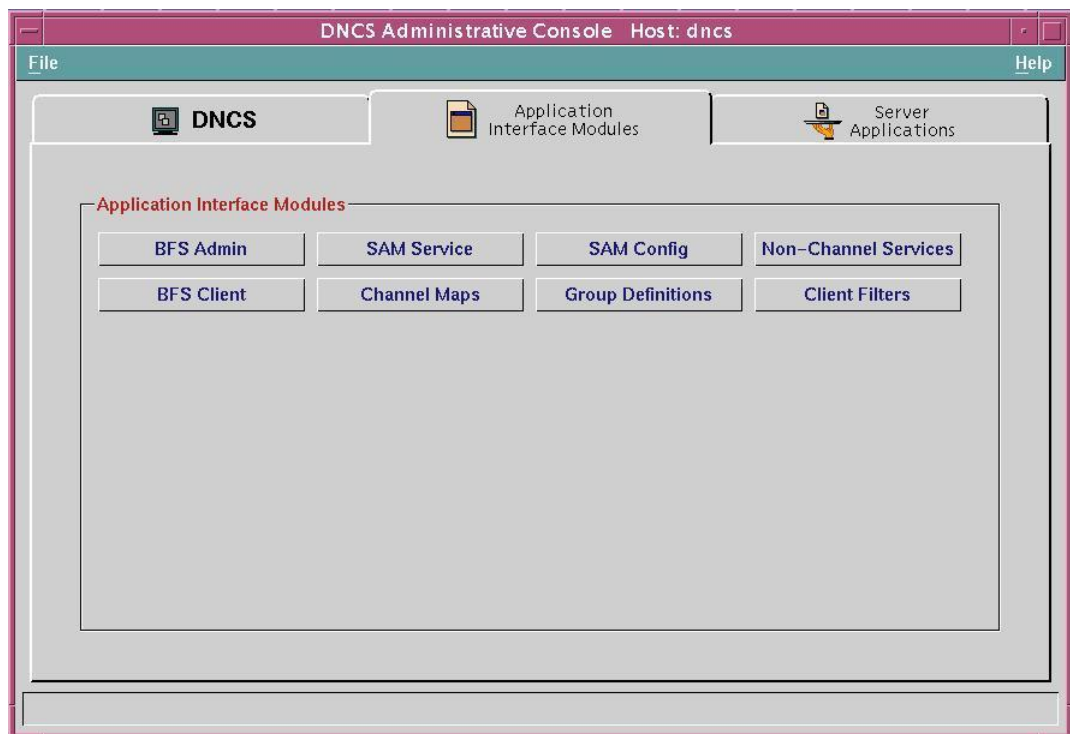 DNCS Administrative Console Host: dncs
File Help
DNCS
Application
Interface Modules
Server
Applications
Application Interface Modules
BFS Admin SAM Service SAM Config Non-Channel Services
BFS Client Channel Maps Group Definitions Client Filters